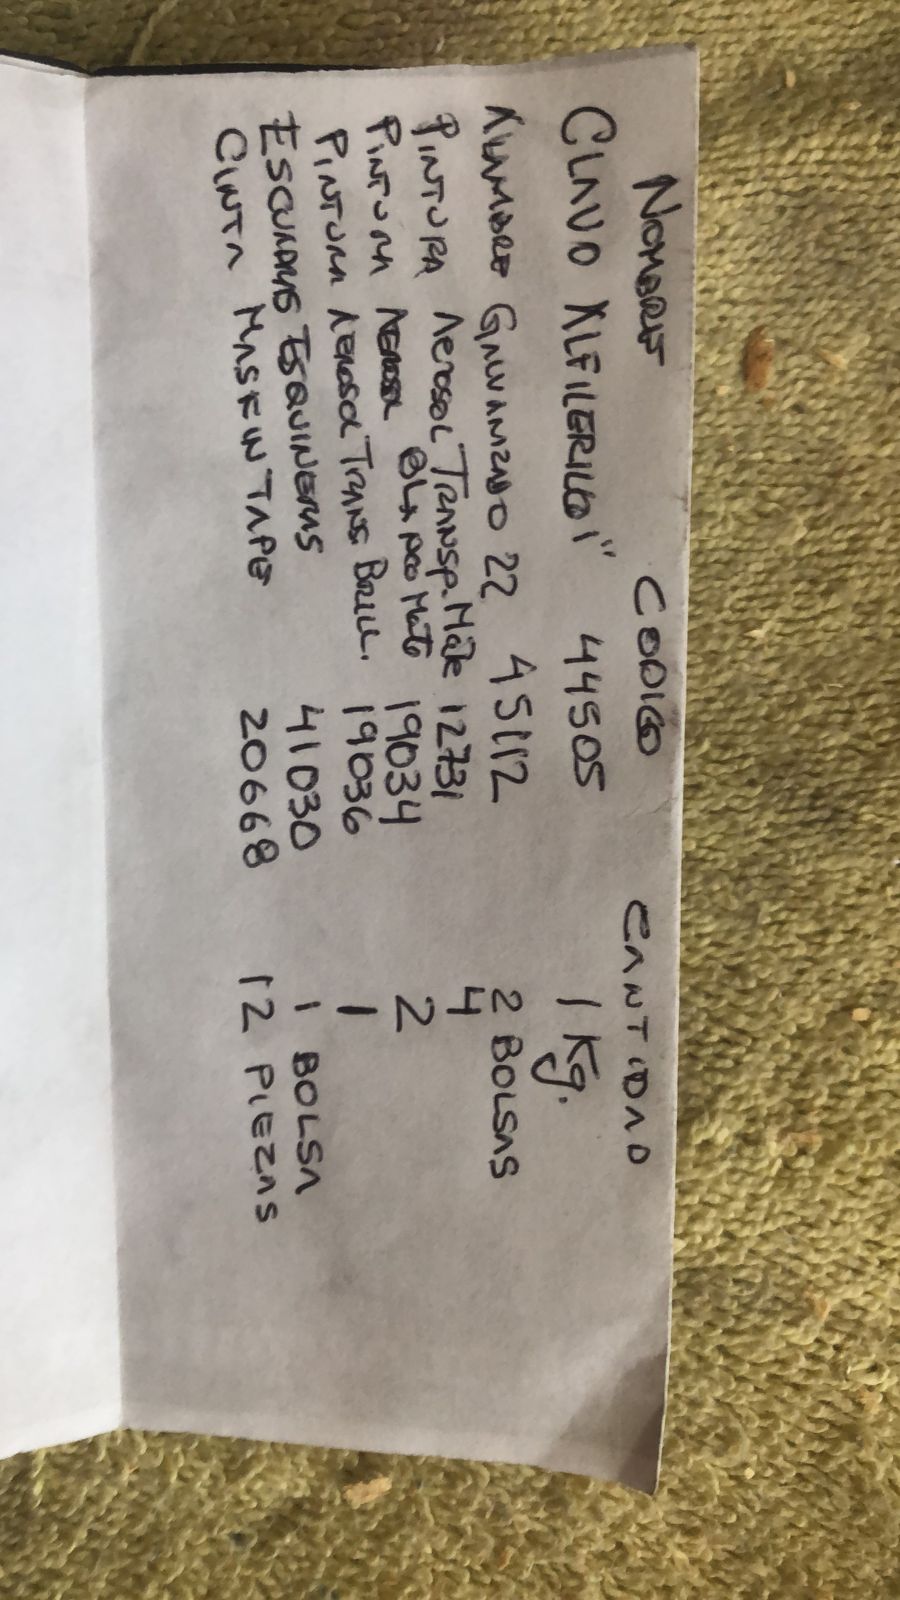 NOMBRE CODIGO CANTIDAD
CLAVO ALFILERILLO 1" 44505 1 Kg.
ALAMBRE GALVANIZADO 22 45112 2 BOLSAS
PINTURA AEROSOL TRANSP. MATE 12731 4
PINTURA AEROSOL BLANCO MATE 19034 2
PINTURA AEROSOL TRANS. BRILL. 19036 1
ESCUADRAS ESQUINERAS 41030 1 BOLSA
CINTA MASKIN TAPE 20668 12 PIEZAS